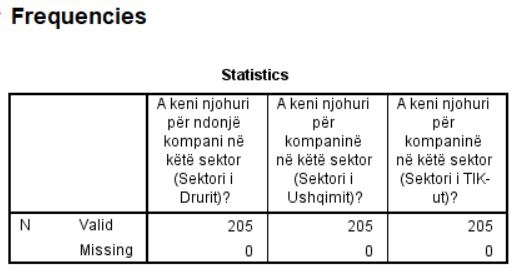 Frequencies
Statistics
A keni njohuri për ndonjë kompani në këtë sektor (Sektori i Drurit)?
A keni njohuri për kompaninë në këtë sektor (Sektori i Ushqimit)?
A keni njohuri për kompaninë në këtë sektor (Sektori i TIK-ut)?
N Valid 205 205 205
Missing 0 0 0